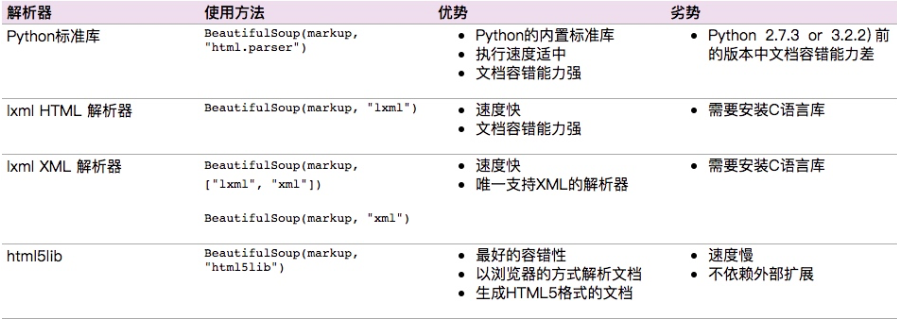 解析器 使用方法 优势 劣势
Python标准库 BeautifulSoup(markup, • Python的内置标准库 • Python 2.7.3 or 3.2.2)前
"html.parser") • 执行速度适中 的版本中文档容错能力差
• 文档容错能力强
lxml HTML 解析器 BeautifulSoup(markup, "lxml") • 速度快 • 需要安装C语言库
• 文档容错能力强
lxml XML 解析器 BeautifulSoup(markup, • 速度快 • 需要安装C语言库
["lxml", "xml"]) • 唯一支持XML的解析器
BeautifulSoup(markup, "xml")
html5lib BeautifulSoup(markup, • 最好的容错性 • 速度慢
"html5lib") • 以浏览器的方式解析文档 • 不依赖外部扩展
• 生成HTML5格式的文档